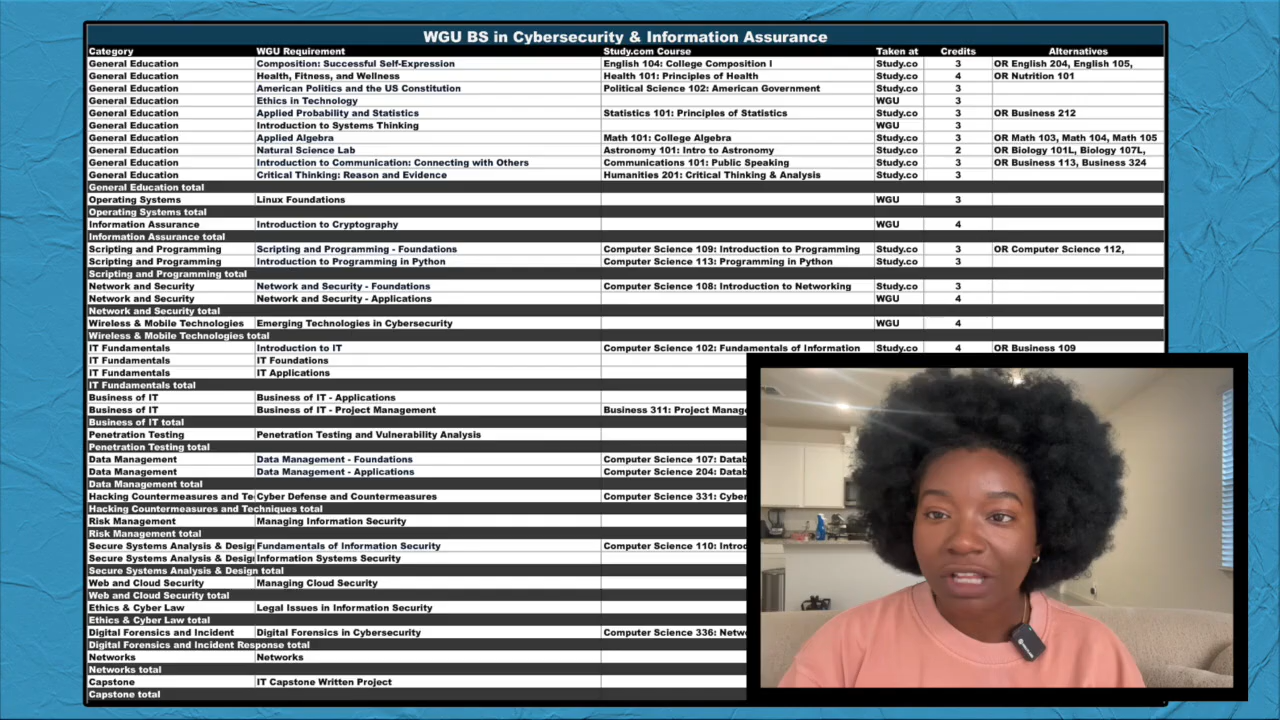 WGU BS in Cybersecurity & Information Assurance
Category WGU Requirement Study.com Course Taken at Credits Alternatives
General Education Composition: Successful Self-Expression English 104: College Composition I Study.co 3 OR English 204, English 105,
General Education Health, Fitness, and Wellness Health 101: Principles of Health Study.co 4 OR Nutrition 101
General Education American Politics and the US Constitution Political Science 102: American Government Study.co 3
General Education Ethics in Technology WGU 3
General Education Applied Probability and Statistics Statistics 101: Principles of Statistics Study.co 3 OR Business 212
General Education Introduction to Systems Thinking WGU 3
General Education Applied Algebra Math 101: College Algebra Study.co 3 OR Math 103, Math 104, Math 105
General Education Natural Science Lab Astronomy 101: Intro to Astronomy Study.co 2 OR Biology 101L, Biology 107L,
General Education Introduction to Communication: Connecting with Others Communications 101: Public Speaking Study.co 3 OR Business 113, Business 324
General Education Critical Thinking: Reason and Evidence Humanities 201: Critical Thinking & Analysis Study.co 3
General Education total
Operating Systems Linux Foundations WGU 3
Operating Systems total
Information Assurance Introduction to Cryptography WGU 4
Information Assurance total
Scripting and Programming Scripting and Programming - Foundations Computer Science 109: Introduction to Programming Study.co 3 OR Computer Science 112,
Scripting and Programming Introduction to Programming in Python Computer Science 113: Programming in Python Study.co 3
Scripting and Programming total
Network and Security Network and Security - Foundations Computer Science 108: Introduction to Networking Study.co 3
Network and Security Network and Security - Applications WGU 4
Network and Security total
Wireless & Mobile Technologies Emerging Technologies in Cybersecurity WGU 4
Wireless & Mobile Technologies total
IT Fundamentals Introduction to IT Computer Science 102: Fundamentals of Information Study.co 4 OR Business 109
IT Fundamentals IT Foundations
IT Fundamentals IT Applications
IT Fundamentals total
Business of IT Business of IT - Applications
Business of IT Business of IT - Project Management Business 311: Project Manage
Business of IT total
Penetration Testing Penetration Testing and Vulnerability Analysis
Penetration Testing total
Data Management Data Management - Foundations Computer Science 107: Datab
Data Management Data Management - Applications Computer Science 204: Datab
Data Management total
Hacking Countermeasures and Te Cyber Defense and Countermeasures Computer Science 331: Cyber
Hacking Countermeasures and Techniques total
Risk Management Managing Information Security
Risk Management total
Secure Systems Analysis & Desig Fundamentals of Information Security Computer Science 110: Introd
Secure Systems Analysis & Desig Information Systems Security
Secure Systems Analysis & Design total
Web and Cloud Security Managing Cloud Security
Web and Cloud Security total
Ethics & Cyber Law Legal Issues in Information Security
Ethics & Cyber Law total
Digital Forensics and Incident Digital Forensics in Cybersecurity Computer Science 336: Netw
Digital Forensics and Incident Response total
Networks Networks
Networks total
Capstone IT Capstone Written Project
Capstone total